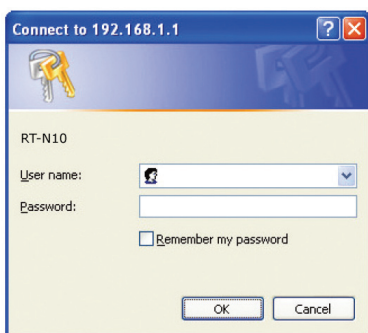 Connect to 192.168.1.1
RT-N10
User name:
Password:
Remember my password
OK
Cancel